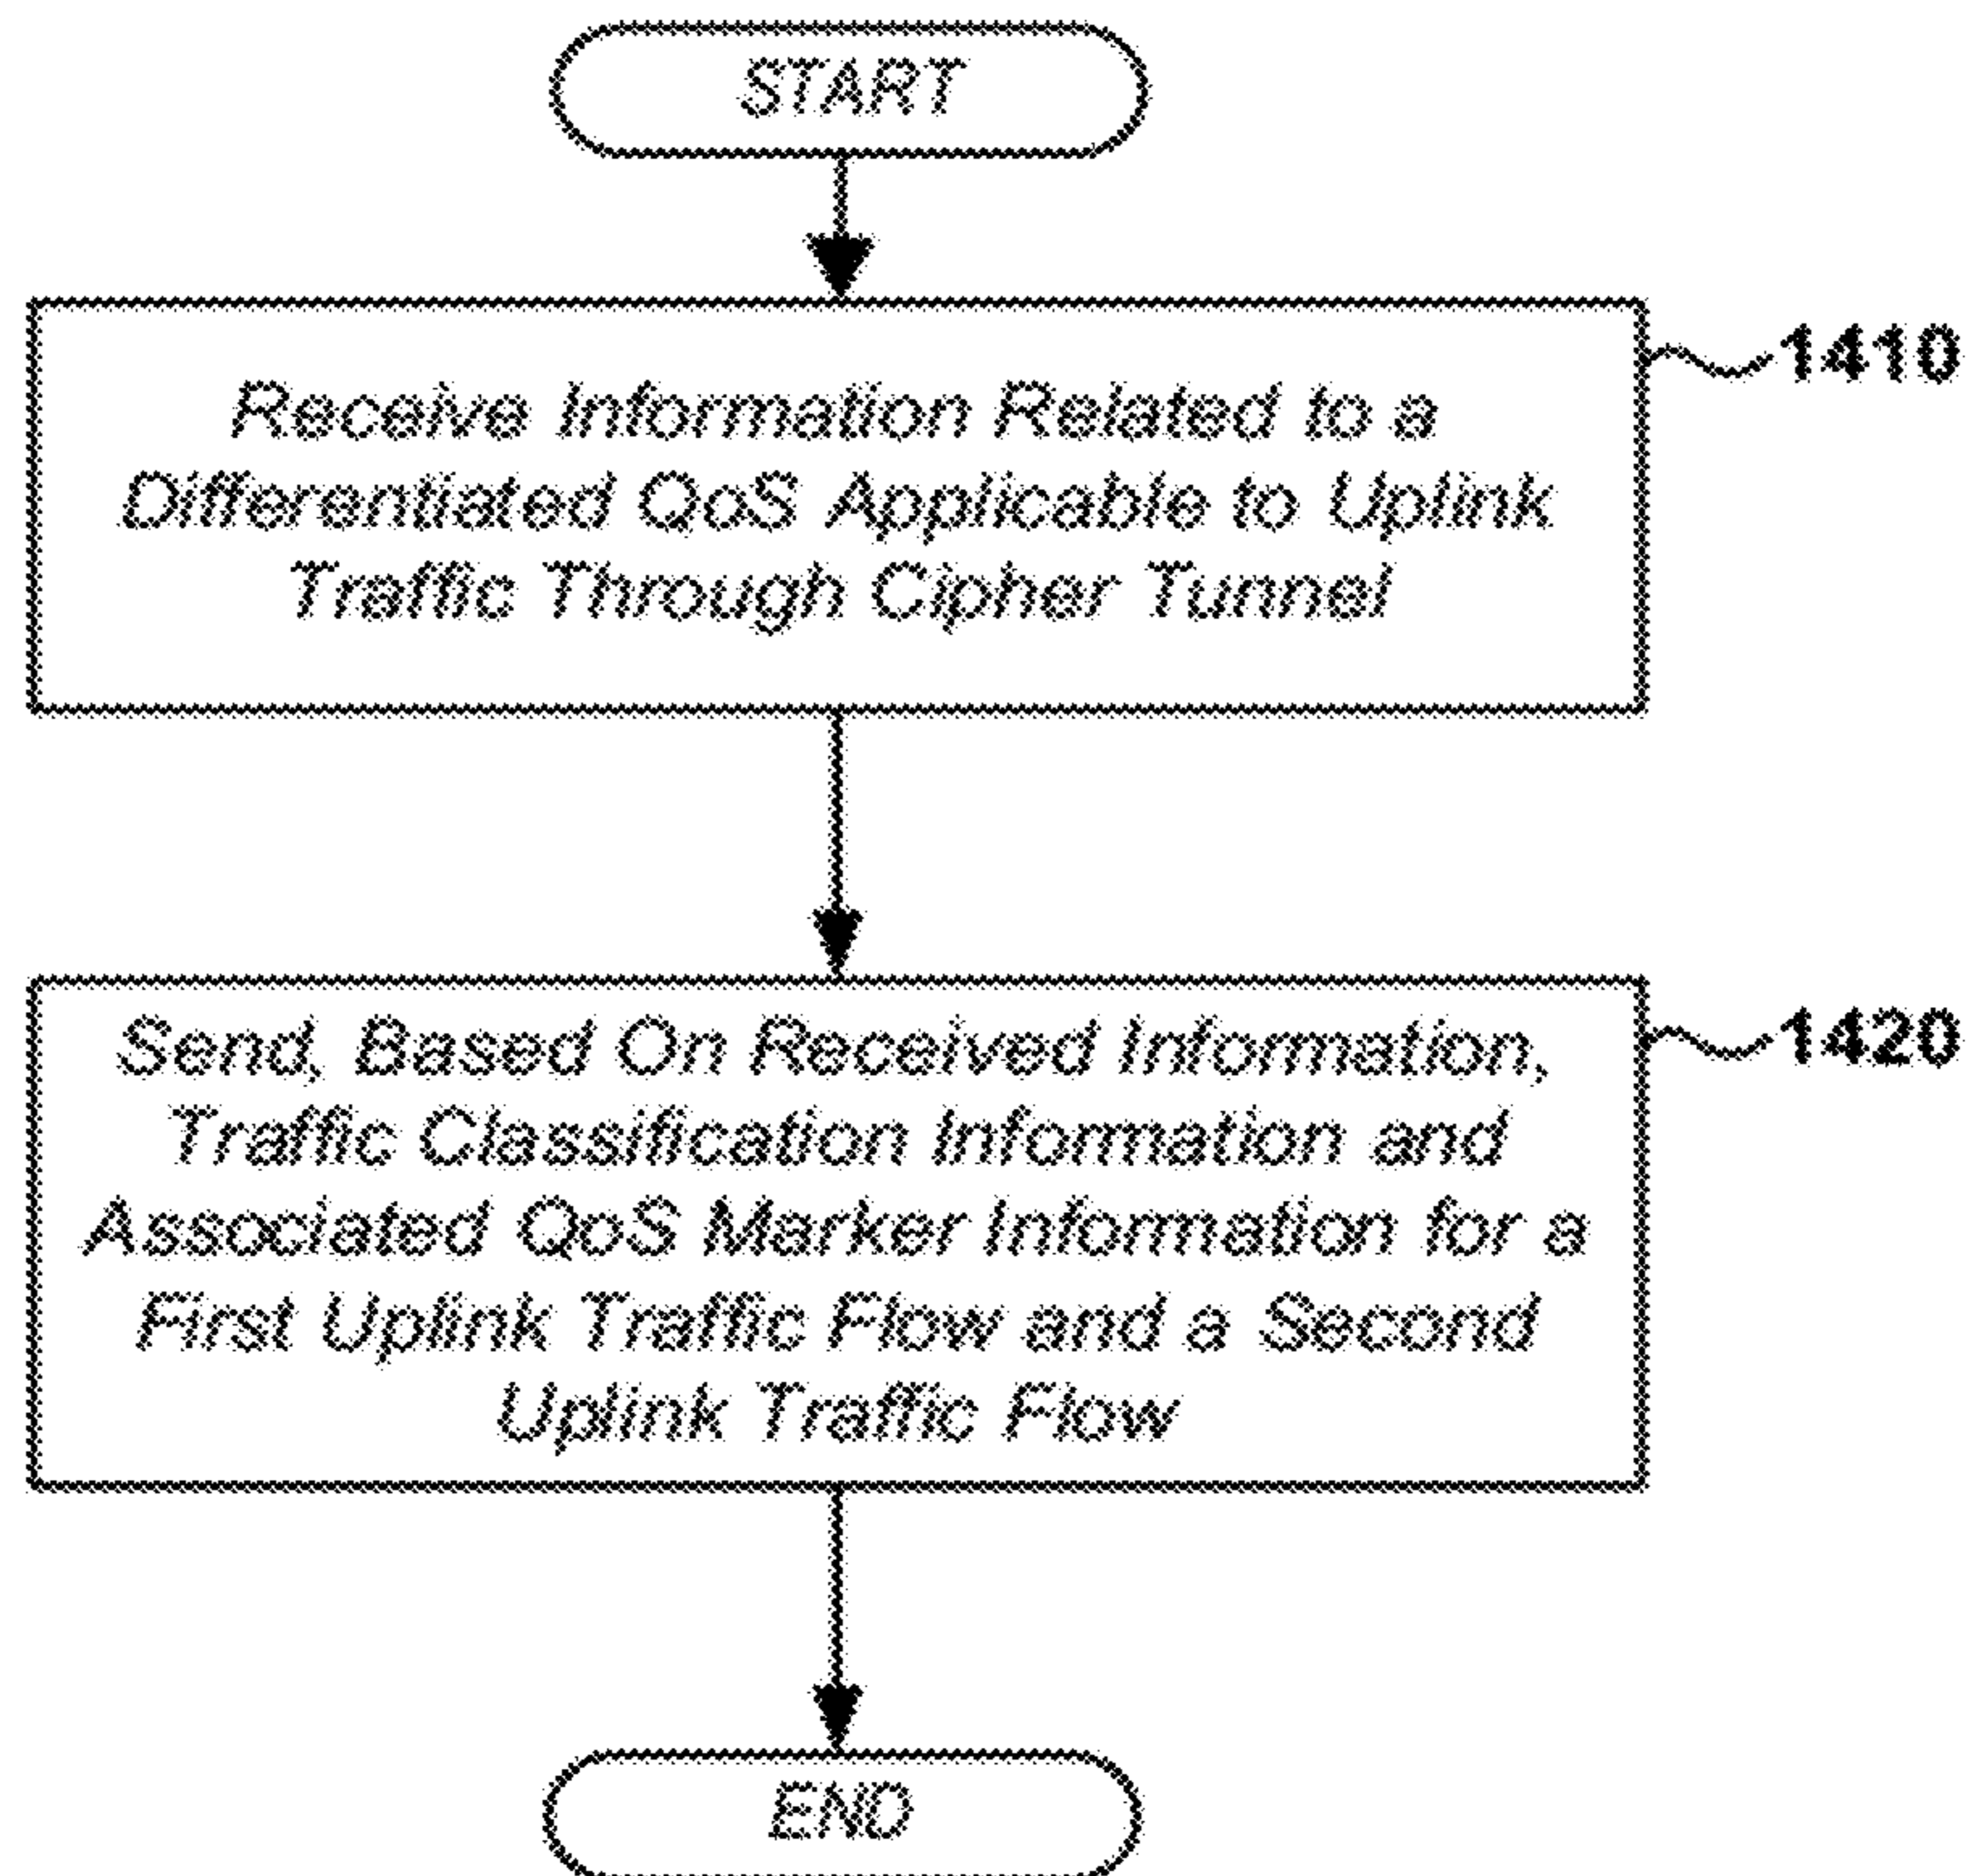 START
1410
Receive Information Related to a
Differentiated QoS Applicable to Uplink
Traffic Through Cipher Tunnel
1420
Send, Based On Received Information,
Traffic Classification Information and
Associated QoS Marker Information for a
First Uplink Traffic Flow and a Second
Uplink Traffic Flow
END